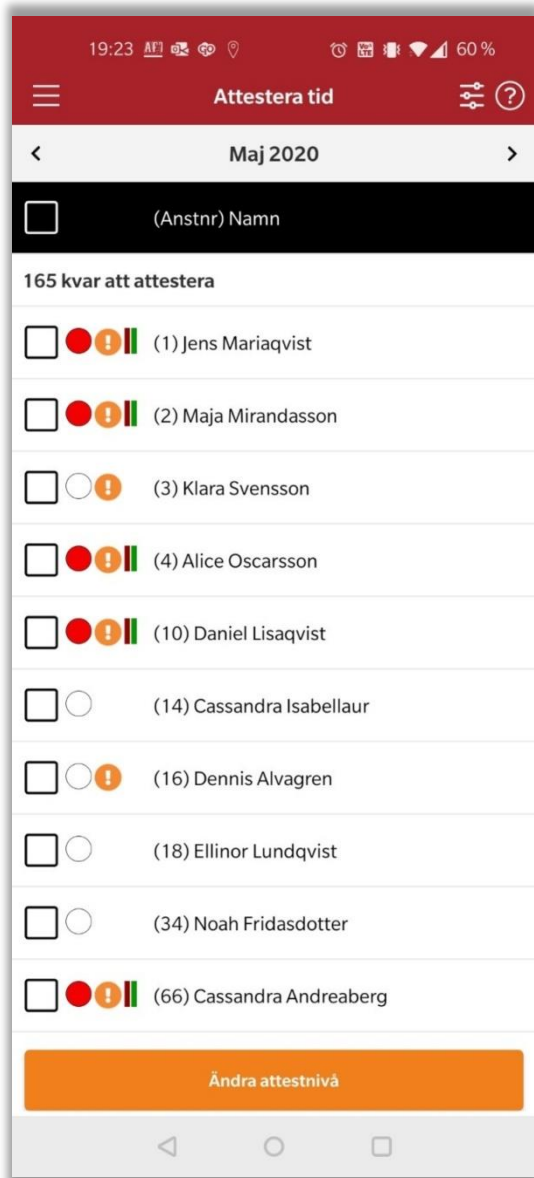 19:23 60 %
Attestera tid
Maj 2020
(Anstnr) Namn
165 kvar att attestera
(1) Jens Mariaqvist
(2) Maja Mirandasson
(3) Klara Svensson
(4) Alice Oscarsson
(10) Daniel Lisaqvist
(14) Cassandra Isabellaur
(16) Dennis Alvagren
(18) Ellinor Lundqvist
(34) Noah Fridasdotter
(66) Cassandra Andreaberg
Ändra attestnivå